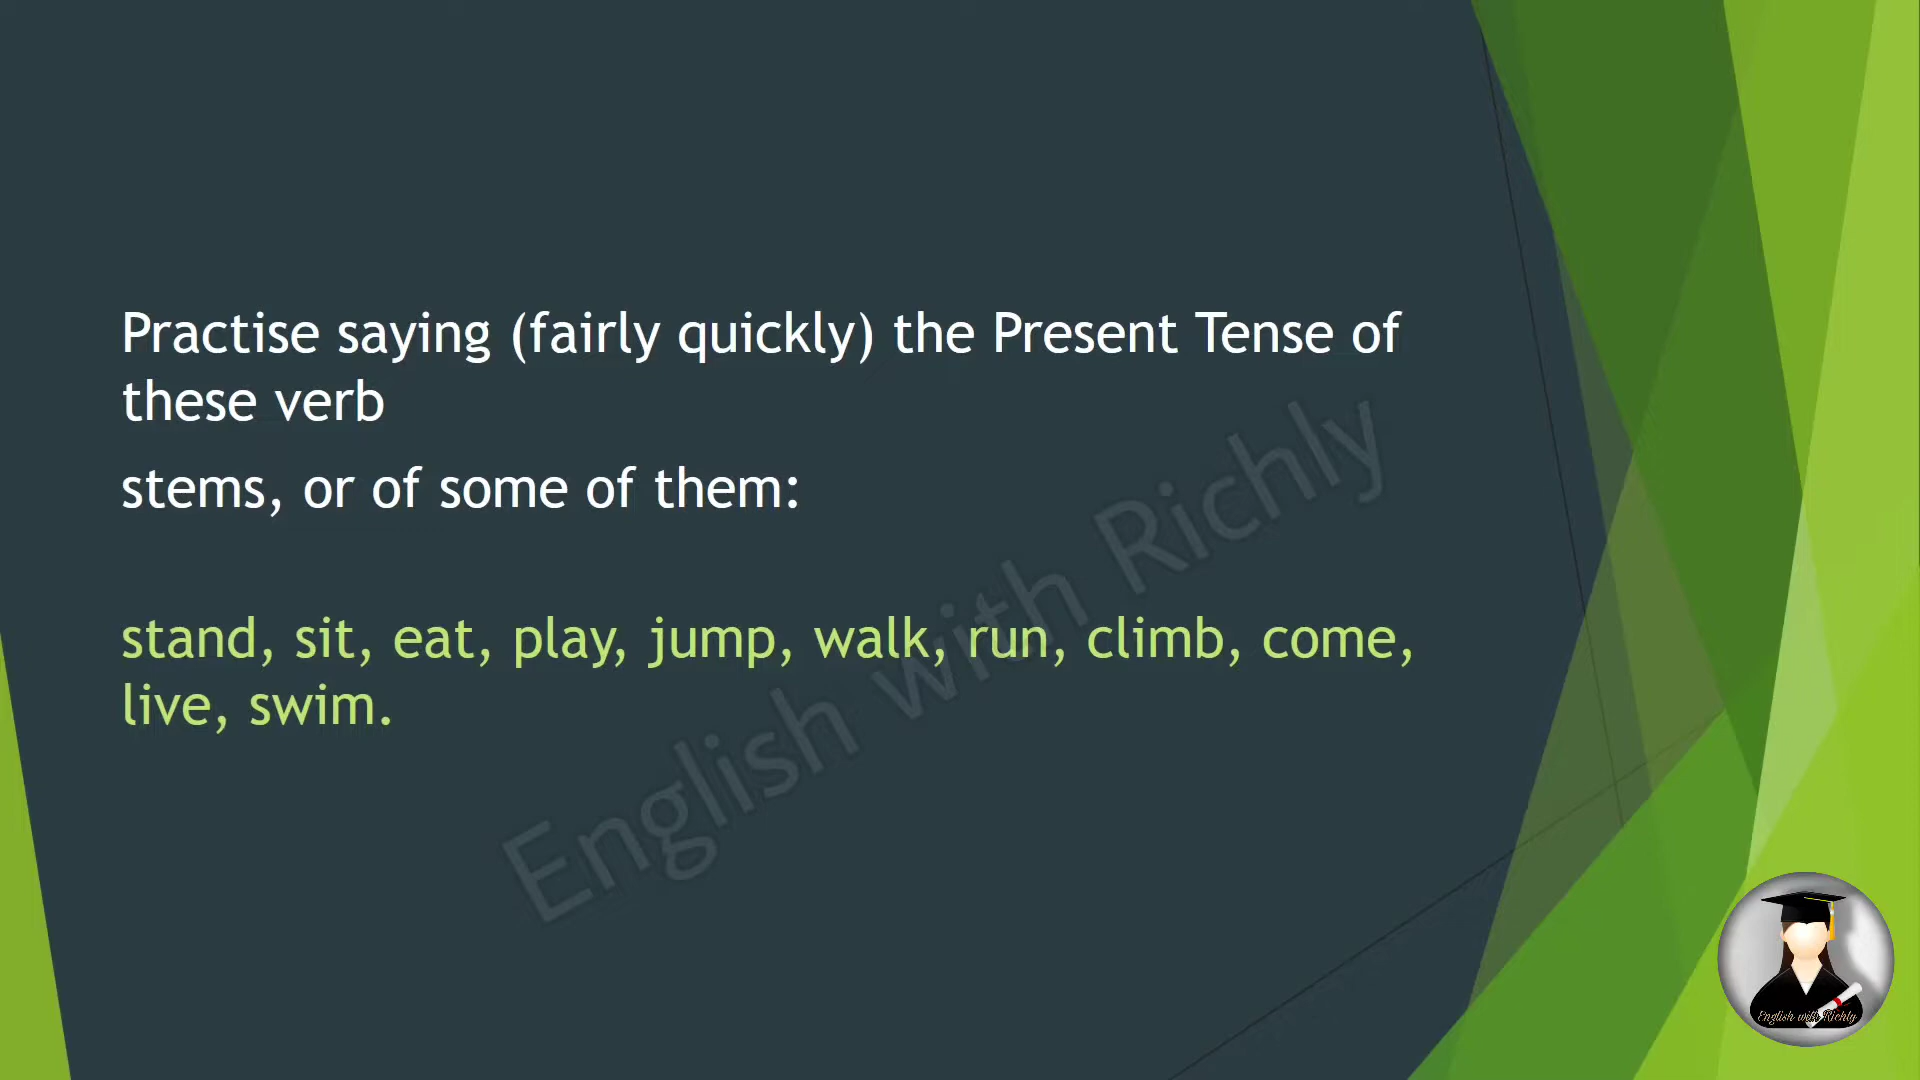 Practise saying (fairly quickly) the Present Tense of
these verb
stems, or of some of them:
stand, sit, eat, play, jump, walk, run, climb, come,
live, swim.
English with Richly
English with Richly